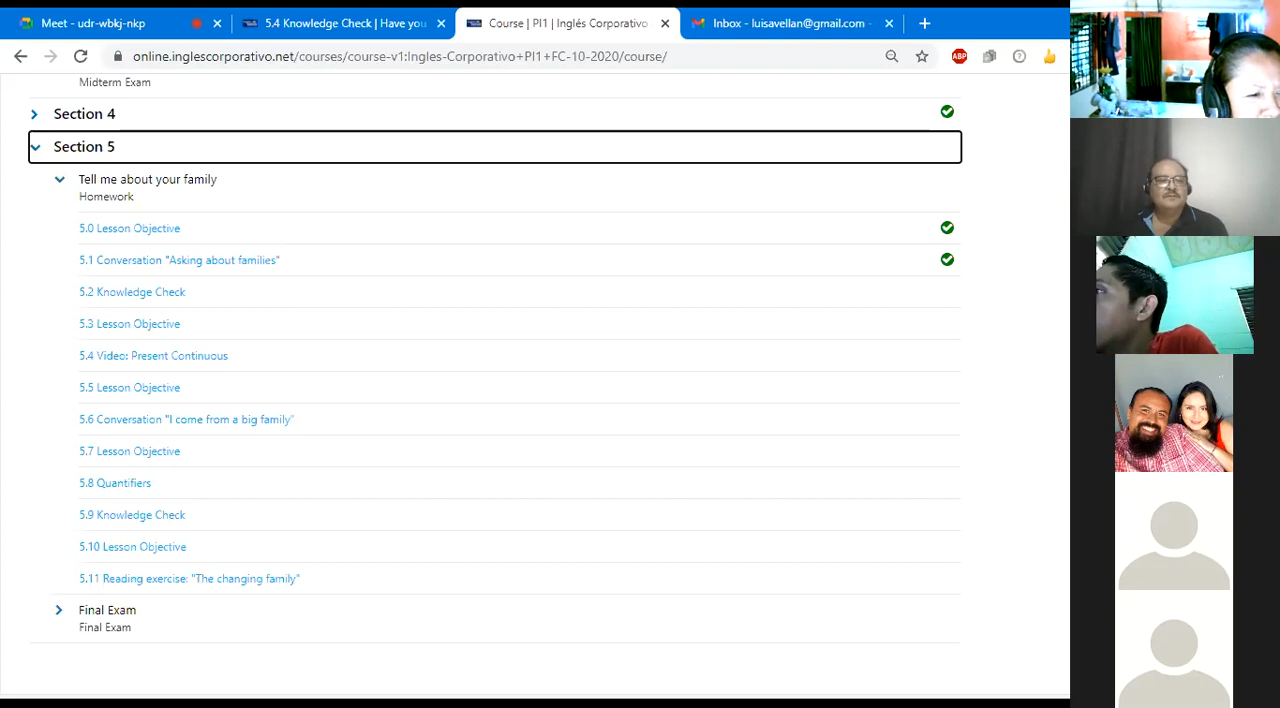 Meet - udr-wbkj-nkp
5.4 Knowledge Check | Have you
Course | PI1 | Inglés Corporativo
Inbox - luisavellan@gmail.com -
online.inglescorporativo.net/courses/course-v1:Ingles-Corporativo+PI1+FC-10-2020/course/
ABP
Midterm Exam
Section 4
Section 5
Tell me about your family
Homework
5.0 Lesson Objective
5.1 Conversation "Asking about families"
5.2 Knowledge Check
5.3 Lesson Objective
5.4 Video: Present Continuous
5.5 Lesson Objective
5.6 Conversation "I come from a big family"
5.7 Lesson Objective
5.8 Quantifiers
5.9 Knowledge Check
5.10 Lesson Objective
5.11 Reading exercise: "The changing family"
Final Exam
Final Exam